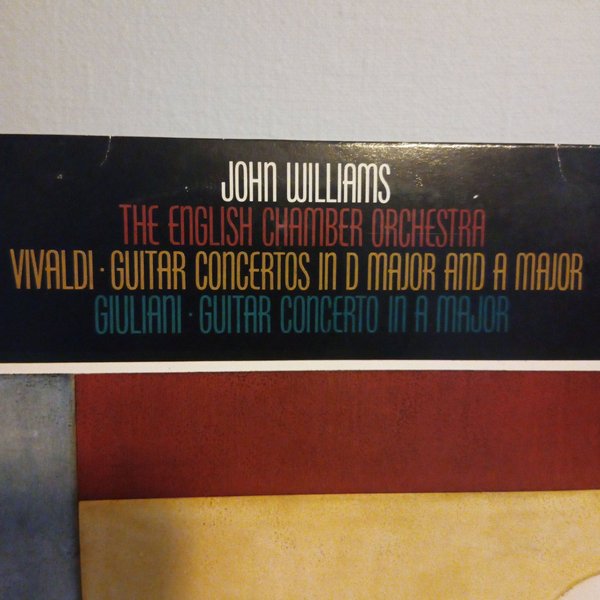 JOHN WILLIAMS
THE ENGLISH CHAMBER ORCHESTRA
VIVALDI · GUITAR CONCERTOS IN D MAJOR AND A MAJOR
GIULIANI · GUITAR CONCERTO IN A MAJOR